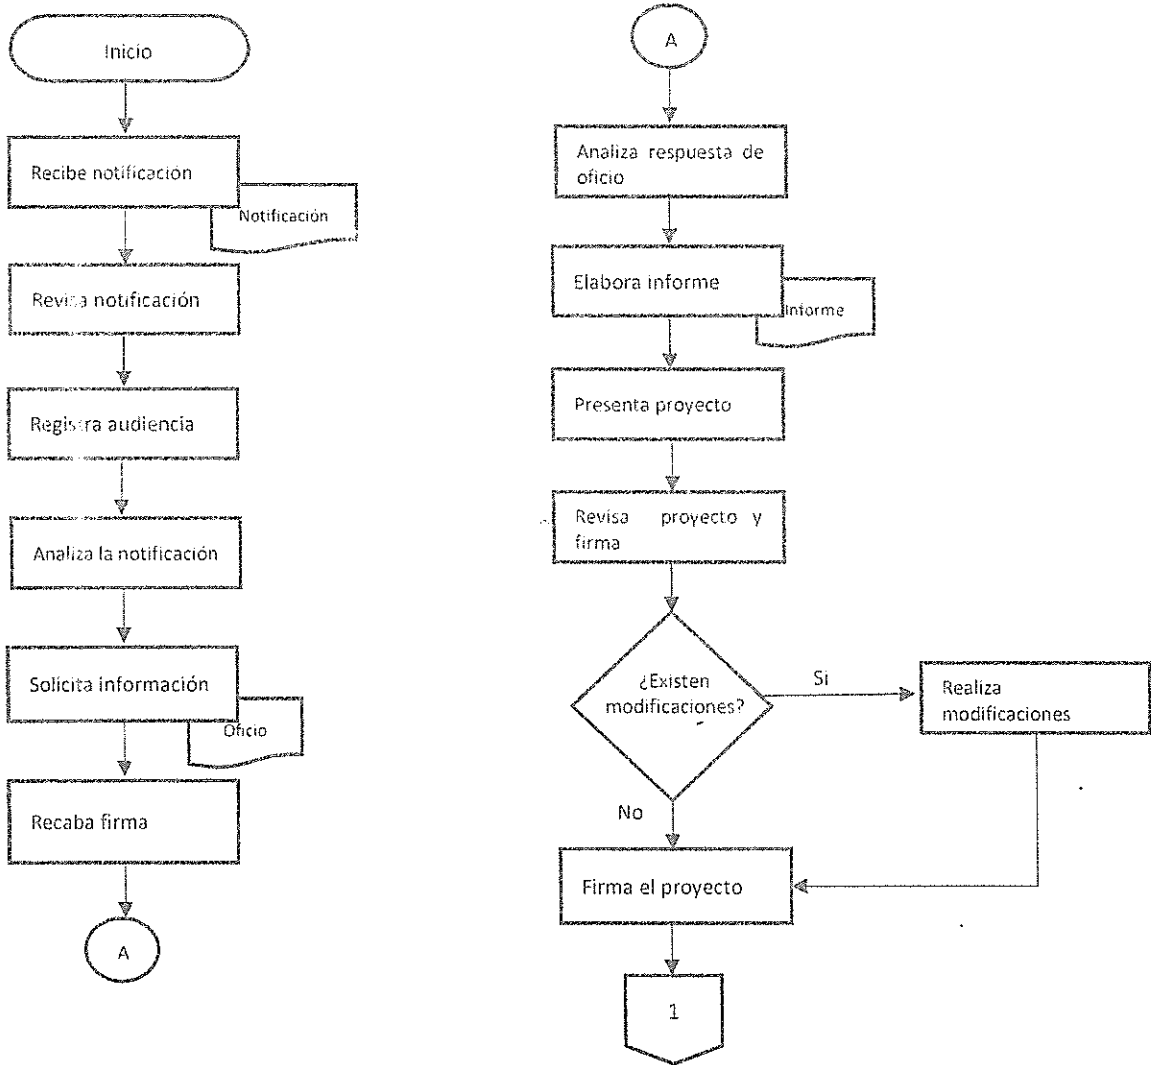 Inicio
Recibe notificación
Notificación
Revisa notificación
Registra audiencia
Analiza la notificación
Solicita información
Oficio
Recaba firma
A
A
Analiza respuesta de
oficio
Elabora informe
Informe
Presenta proyecto
Revisa proyecto y
firma
¿Existen
modificaciones?
Si
Realiza
modificaciones
No
Firma el proyecto
1